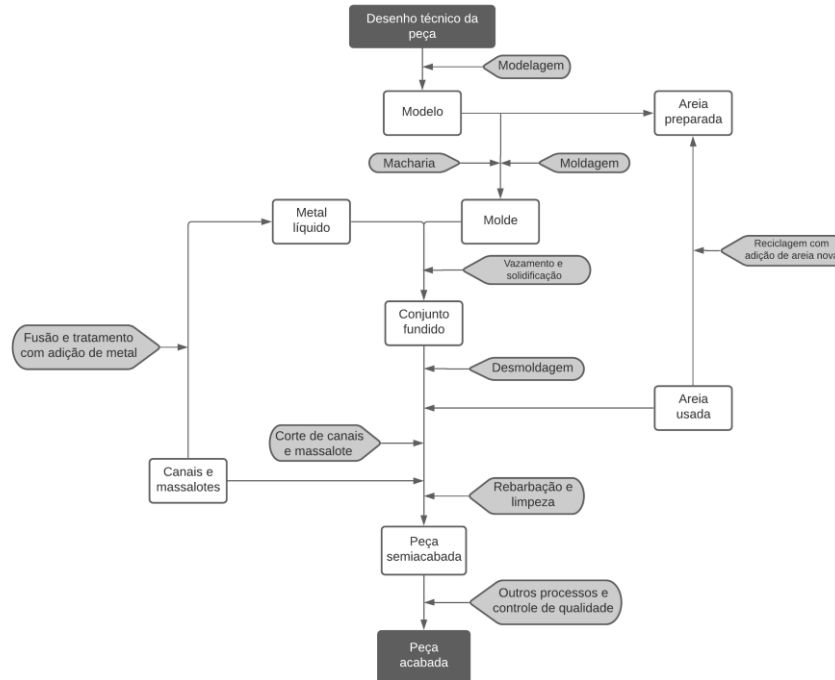 Desenho técnico da
peça
Modelagem
Modelo
Areia
preparada
Macharia
Moldagem
Metal
líquido
Molde
Reciclagem com
adição de areia nova
Vazamento e
solidificação
Conjunto
fundido
Fusão e tratamento
com adição de metal
Desmoldagem
Areia
usada
Corte de canais
e massalote
Canais e
massalotes
Rebarbação e
limpeza
Peça
semiacabada
Outros processos e
controle de qualidade
Peça
acabada